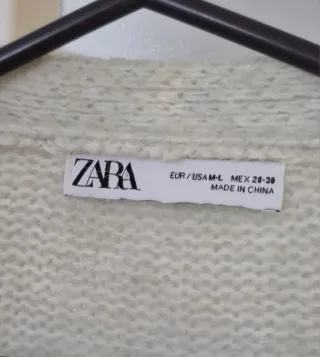 ZARA
EUR / USA M-L MEX 28-30
MADE IN CHINA